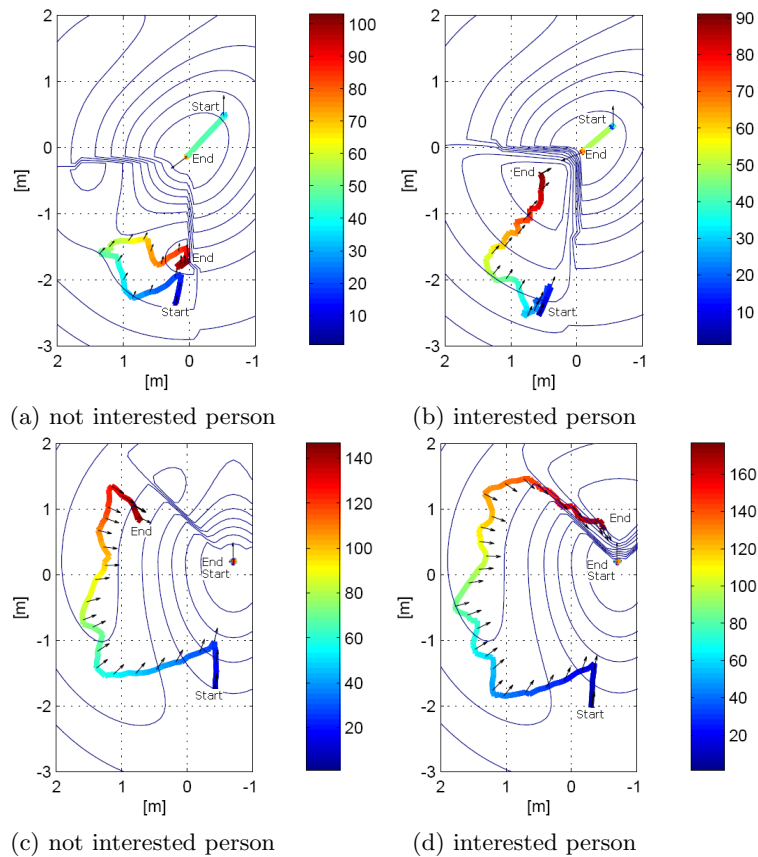 2
1
0
-1
-2
-3
[m]
2 1 0 -1
[m]
Start
End
End
Start
100
90
80
70
60
50
40
30
20
10
(a) not interested person
2
1
0
-1
-2
-3
[m]
2 1 0 -1
[m]
Start
End
End
Start
90
80
70
60
50
40
30
20
10
(b) interested person
2
1
0
-1
-2
-3
[m]
2 1 0 -1
[m]
End
End
Start
Start
140
120
100
80
60
40
20
(c) not interested person
2
1
0
-1
-2
-3
[m]
2 1 0 -1
[m]
End
End
Start
Start
160
140
120
100
80
60
40
20
(d) interested person